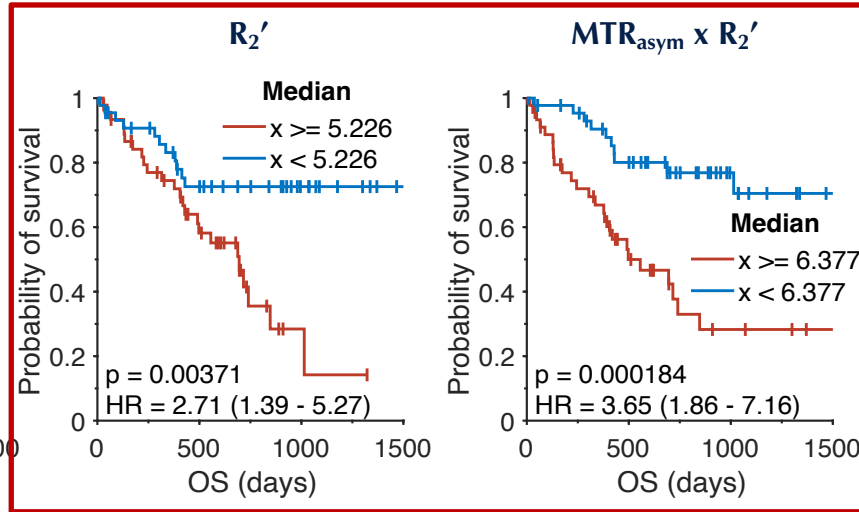 R₂′
Probability of survival
1
0.8
0.6
0.4
0.2
0
Median
x >= 5.226
x < 5.226
p = 0.00371
HR = 2.71 (1.39 - 5.27)
0 500 1000 1500
OS (days)
MTRasym x R₂′
Probability of survival
1
0.8
0.6
0.4
0.2
0
Median
x >= 6.377
x < 6.377
p = 0.000184
HR = 3.65 (1.86 - 7.16)
0 500 1000 1500
OS (days)